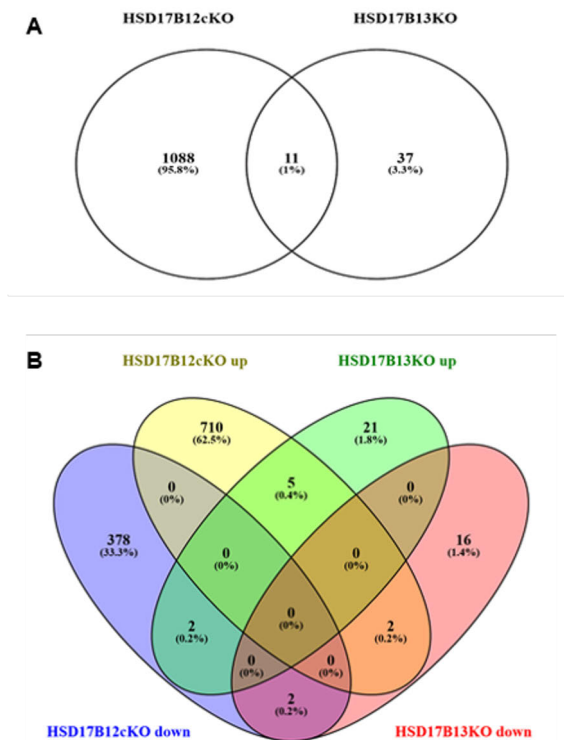 A
HSD17B12cKO HSD17B13KO
1088 11 37
(95.8%) (1%) (3.3%)
B
HSD17B12cKO up HSD17B13KO up
710 21
(62.5%) (1.8%)
0 5 0
(0%) (0.4%) (0%)
378 16
(33.3%) (1.4%)
0 0
(0%) (0%)
0
(0%)
2 2
(0.2%) (0.2%)
0 0
(0%) (0%)
2
(0.2%)
HSD17B12cKO down HSD17B13KO down